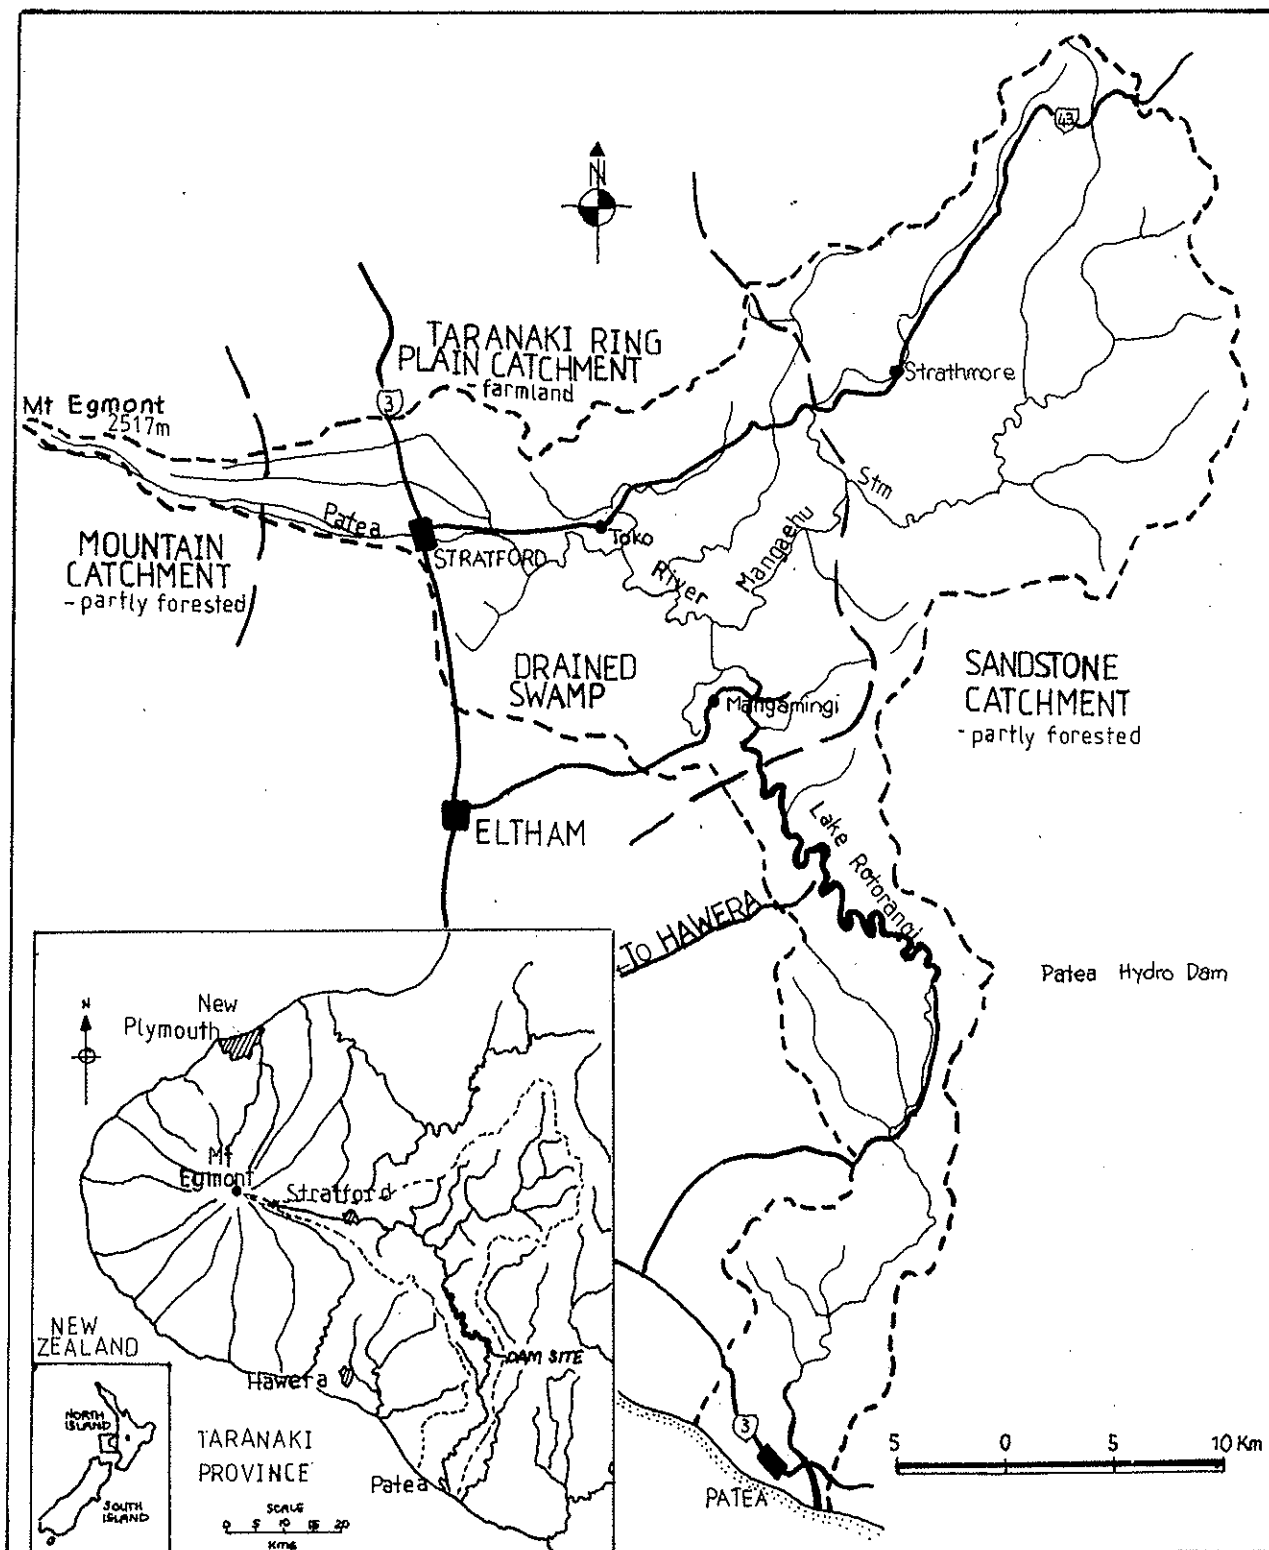 43
N
TARANAKI RING
PLAIN CATCHMENT
- farmland
Strathmore
3
Mt Egmont
2517m
Stm
Patea
Mangaehu
MOUNTAIN
CATCHMENT
- partly forested
STRATFORD
Toko
River
DRAINED
SWAMP
SANDSTONE
CATCHMENT
- partly forested
Mangamingi
ELTHAM
Lake Rotorangi
TO HAWERA
Patea Hydro Dam
N
New
Plymouth
Mt
Egmont
Stratford
NEW
ZEALAND
DAM SITE
Hawera
NORTH
ISLAND
TARANAKI
PROVINCE
Patea
SOUTH
ISLAND
SCALE
0 5 10 15 20
KMS
3
PATEA
5 0 5 10 Km